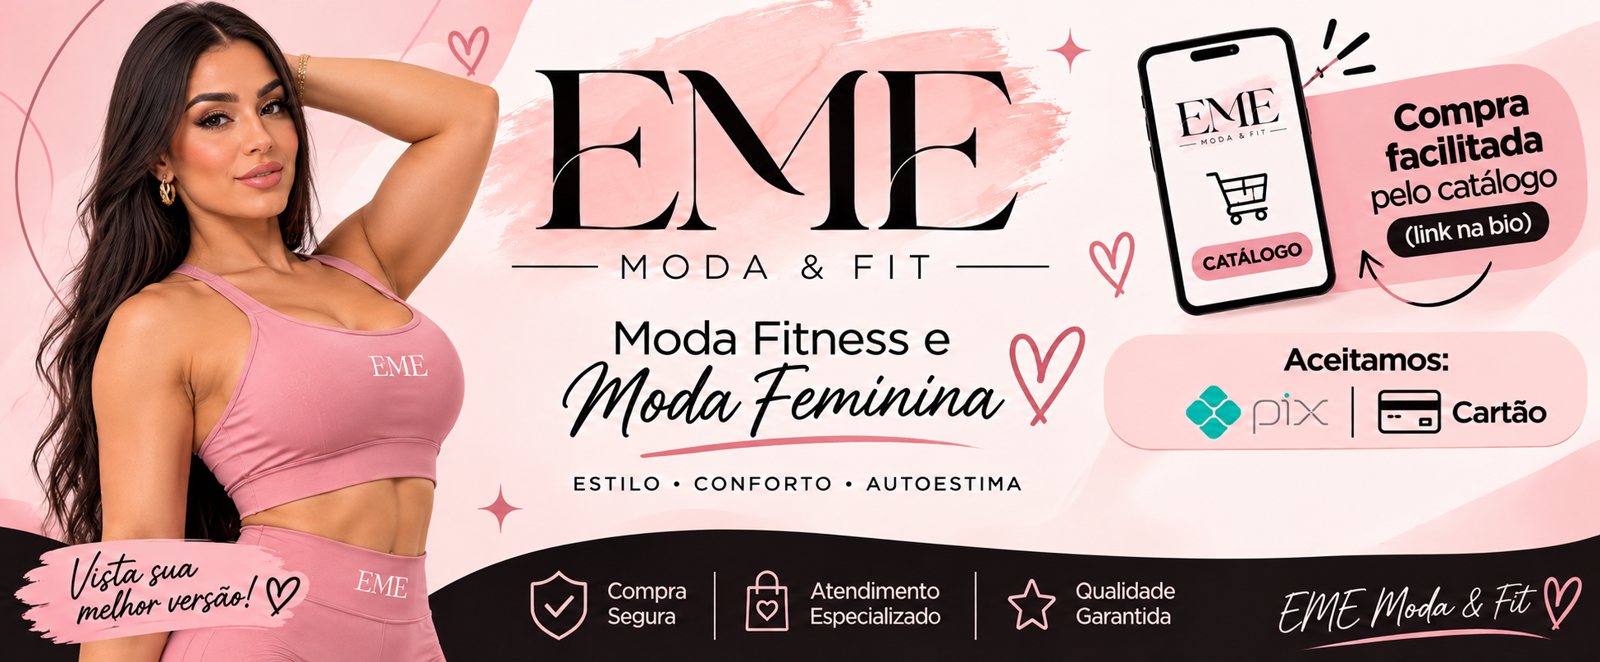 EME
MODA & FIT
Moda Fitness e
Moda Feminina
ESTILO • CONFORTO • AUTOESTIMA
EME
EME
Vista sua
melhor versão!
EME
MODA & FIT
CATÁLOGO
Compra
facilitada
pelo catálogo
(link na bio)
Aceitamos:
pix
Cartão
Compra
Segura
Atendimento
Especializado
Qualidade
Garantida
EME Moda & Fit